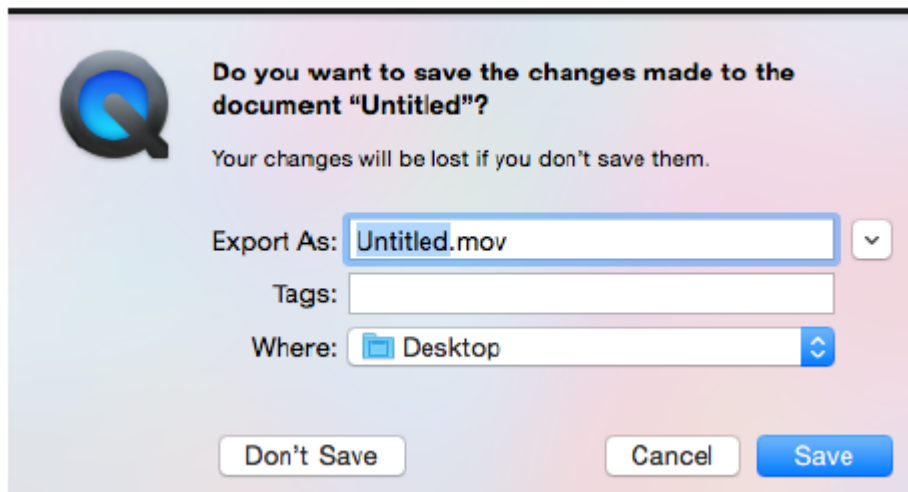 Do you want to save the changes made to the
document “Untitled”?
Your changes will be lost if you don’t save them.
Export As: Untitled.mov
Tags:
Where: Desktop
Don’t Save Cancel Save